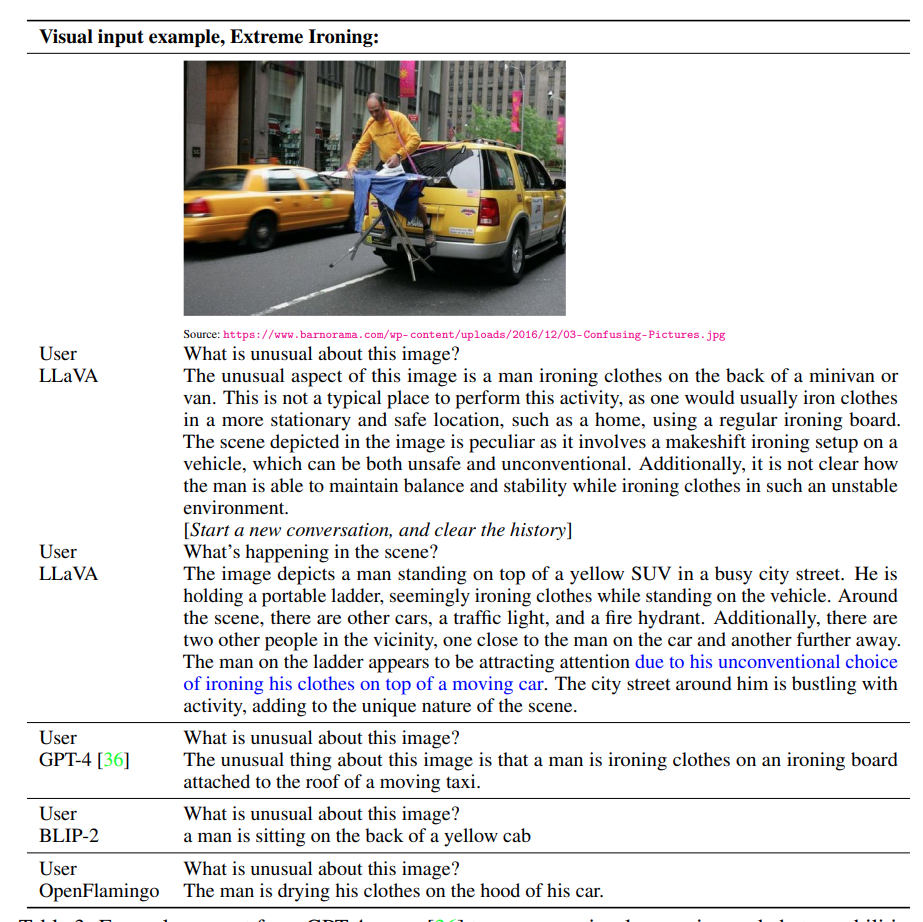 Visual input example, Extreme Ironing:
Source: https://www.barnorama.com/wp-content/uploads/2016/12/03-Confusing-Pictures.jpg
User What is unusual about this image?
LLaVA The unusual aspect of this image is a man ironing clothes on the back of a minivan or
van. This is not a typical place to perform this activity, as one would usually iron clothes
in a more stationary and safe location, such as a home, using a regular ironing board.
The scene depicted in the image is peculiar as it involves a makeshift ironing setup on a
vehicle, which can be both unsafe and unconventional. Additionally, it is not clear how
the man is able to maintain balance and stability while ironing clothes in such an unstable
environment.
[Start a new conversation, and clear the history]
User What's happening in the scene?
LLaVA The image depicts a man standing on top of a yellow SUV in a busy city street. He is
holding a portable ladder, seemingly ironing clothes while standing on the vehicle. Around
the scene, there are other cars, a traffic light, and a fire hydrant. Additionally, there are
two other people in the vicinity, one close to the man on the car and another further away.
The man on the ladder appears to be attracting attention due to his unconventional choice
of ironing his clothes on top of a moving car. The city street around him is bustling with
activity, adding to the unique nature of the scene.
User What is unusual about this image?
GPT-4 [36] The unusual thing about this image is that a man is ironing clothes on an ironing board
attached to the roof of a moving taxi.
User What is unusual about this image?
BLIP-2 a man is sitting on the back of a yellow cab
User What is unusual about this image?
OpenFlamingo The man is drying his clothes on the hood of his car.